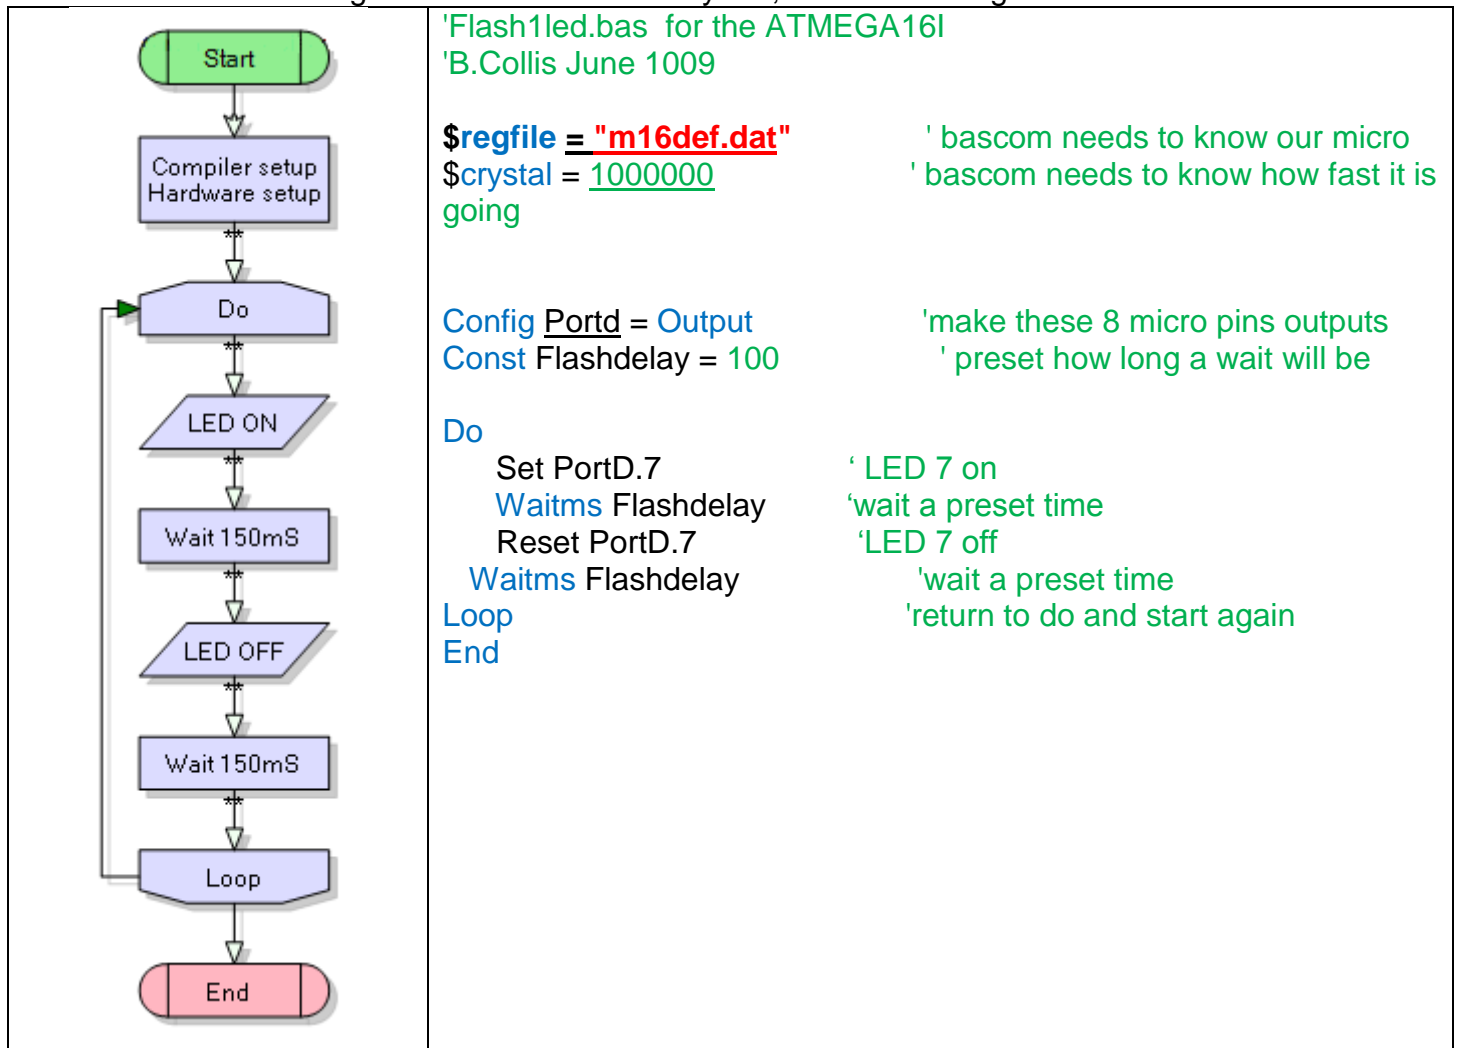 Start
Compiler setup
Hardware setup
**
Do
**
LED ON
**
Wait 150mS
**
LED OFF
**
Wait 150mS
**
Loop
End
'Flash1led.bas for the ATMEGA16I
'B.Collis June 1009
$regfile = "m16def.dat" ' bascom needs to know our micro
$crystal = 1000000 ' bascom needs to know how fast it is
going
Config Portd = Output 'make these 8 micro pins outputs
Const Flashdelay = 100 ' preset how long a wait will be
Do
Set PortD.7 ‘ LED 7 on
Waitms Flashdelay ‘wait a preset time
Reset PortD.7 ‘LED 7 off
Waitms Flashdelay 'wait a preset time
Loop 'return to do and start again
End